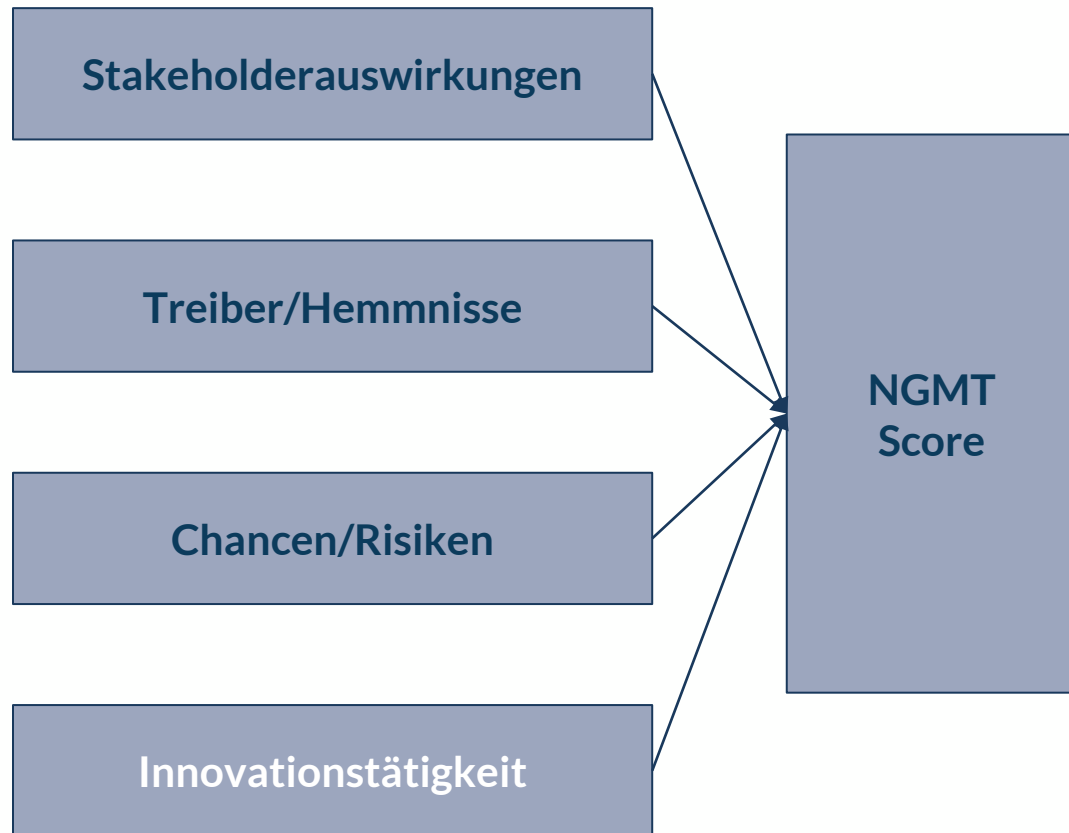 Stakeholderauswirkungen
Treiber/Hemmnisse
Chancen/Risiken
Innovationstätigkeit
NGMT
Score